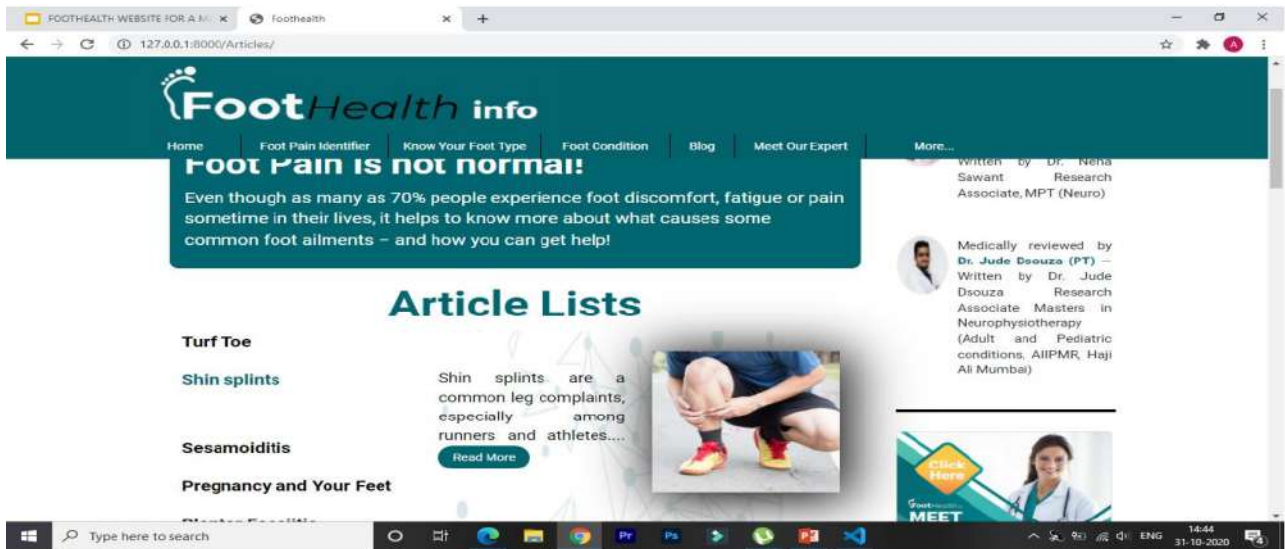 FOOTHEALTH WEBSITE FOR A M
Foothealth
127.0.0.1:8000/Articles/
A
FootHealth info
Home
Foot Pain Identifier
Know Your Foot Type
Foot Condition
Blog
Meet Our Expert
More...
Foot Pain is not normal!
Even though as many as 70% people experience foot discomfort, fatigue or pain
sometime in their lives, it helps to know more about what causes some
common foot ailments – and how you can get help!
Article Lists
Turf Toe
Shin splints
Sesamoiditis
Pregnancy and Your Feet
Shin splints are a
common leg complaints,
especially among
runners and athletes....
Read More
Written by Dr. Neha
Sawant Research
Associate, MPT (Neuro)
Medically reviewed by
Dr. Jude Dsouza (PT) —
Written by Dr. Jude
Dsouza Research
Associate Masters in
Neurophysiotherapy
(Adult and Pediatric
conditions, AIIPMR, Haji
Ali Mumbai)
Click
Here
MEET
Type here to search
Pr
Ps
ENG
14:44
31-10-2020
4